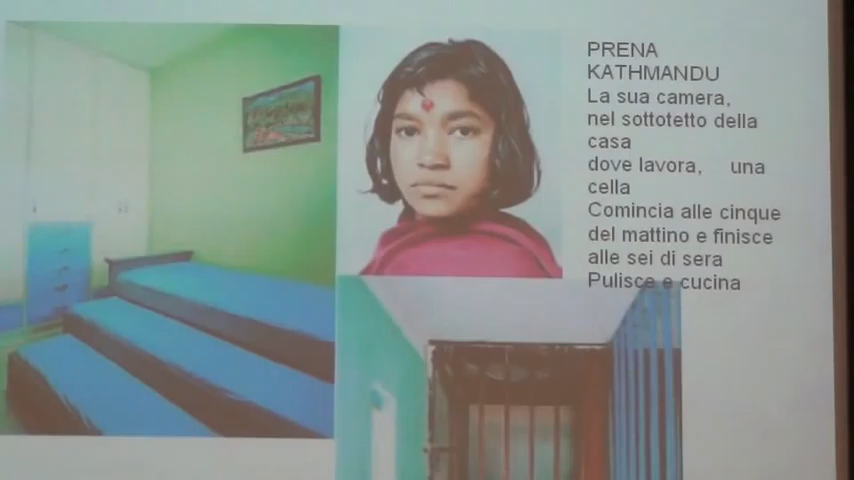 PRENA
KATHMANDU
La sua camera,
nel sottotetto della
casa
dove lavora, una
cella
Comincia alle cinque
del mattino e finisce
alle sei di sera
Pulisce e cucina